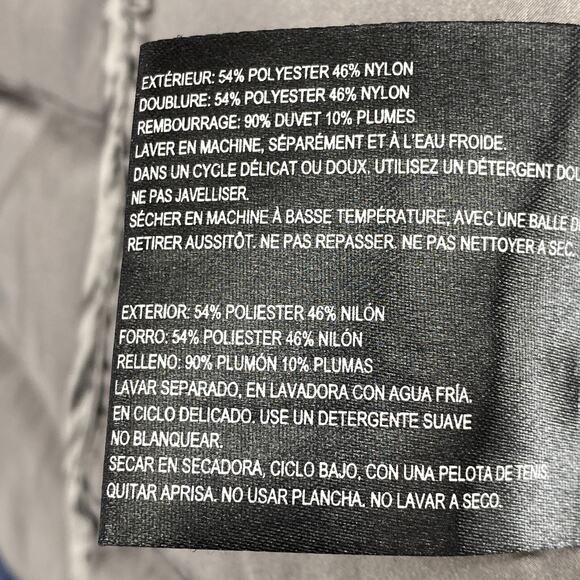 EXTÉRIEUR: 54% POLYESTER 46% NYLON
DOUBLURE: 54% POLYESTER 46% NYLON
REMBOURRAGE: 90% DUVET 10% PLUMES
LAVER EN MACHINE, SÉPARÉMENT ET À L'EAU FROIDE.
DANS UN CYCLE DÉLICAT OU DOUX. UTILISEZ UN DÉTERGENT
NE PAS JAVELLISER.
SÉCHER EN MACHINE À BASSE TEMPÉRATURE, AVEC UNE BALLE
RETIRER AUSSITÔT. NE PAS REPASSER. NE PAS NETTOYER A SEC.
EXTERIOR: 54% POLIESTER 46% NILÓN
FORRO: 54% POLIESTER 46% NILÓN
RELLENO: 90% PLUMÓN 10% PLUMAS
LAVAR SEPARADO, EN LAVADORA CON AGUA FRÍA.
EN CICLO DELICADO. USE UN DETERGENTE SUAVE
NO BLANQUEAR.
SECAR EN SECADORA, CICLO BAJO, CON UNA PELOTA DE TENIS
QUITAR APRISA. NO USAR PLANCHA. NO LAVAR A SECO.